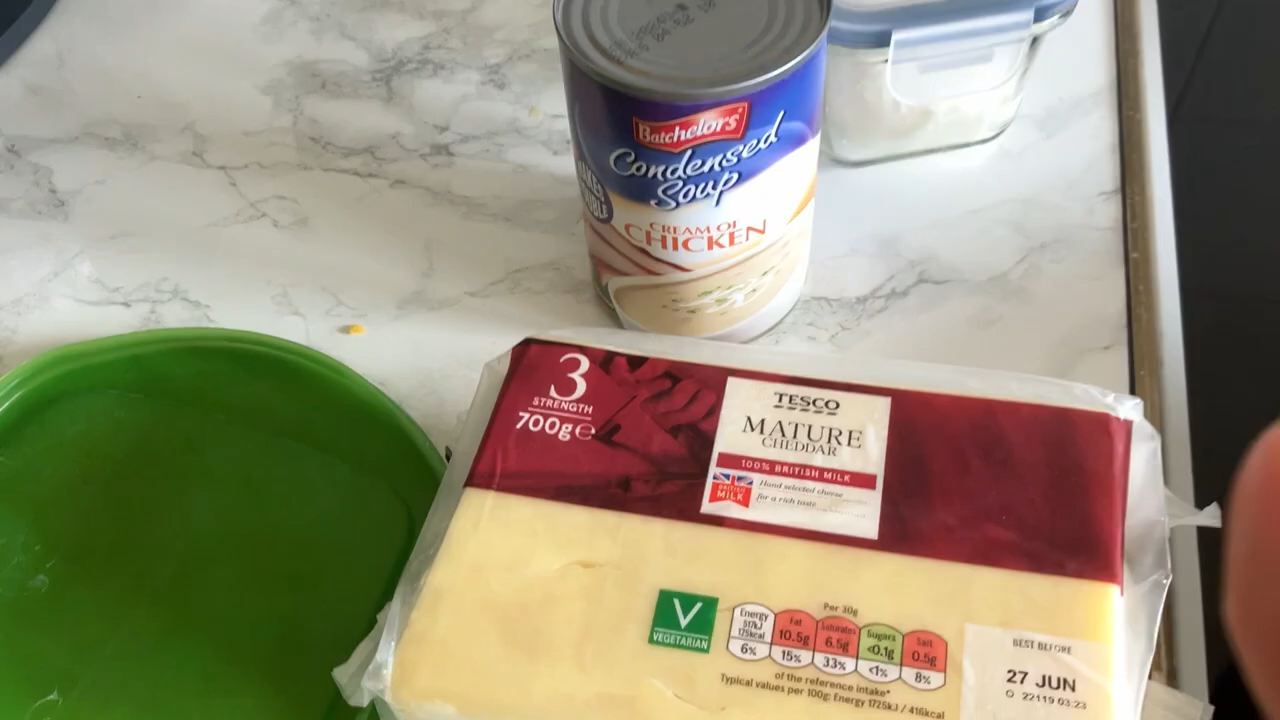 Batchelors
Condensed
Soup
CREAM OF
CHICKEN
3
STRENGTH
700g e
TESCO
MATURE
CHEDDAR
100% BRITISH MILK
BRITISH
MILK
Hand selected cheese
for a rich taste
V
VEGETARIAN
Per 30g
Energy
517kJ
125kcal
6%
Fat
10.5g
15%
Saturates
6.5g
33%
Sugars
<0.1g
<1%
Salt
0.5g
8%
of the reference intake*
Typical values per 100g: Energy 1725kJ / 416kcal
BEST BEFORE
27 JUN
O 22119 03:23